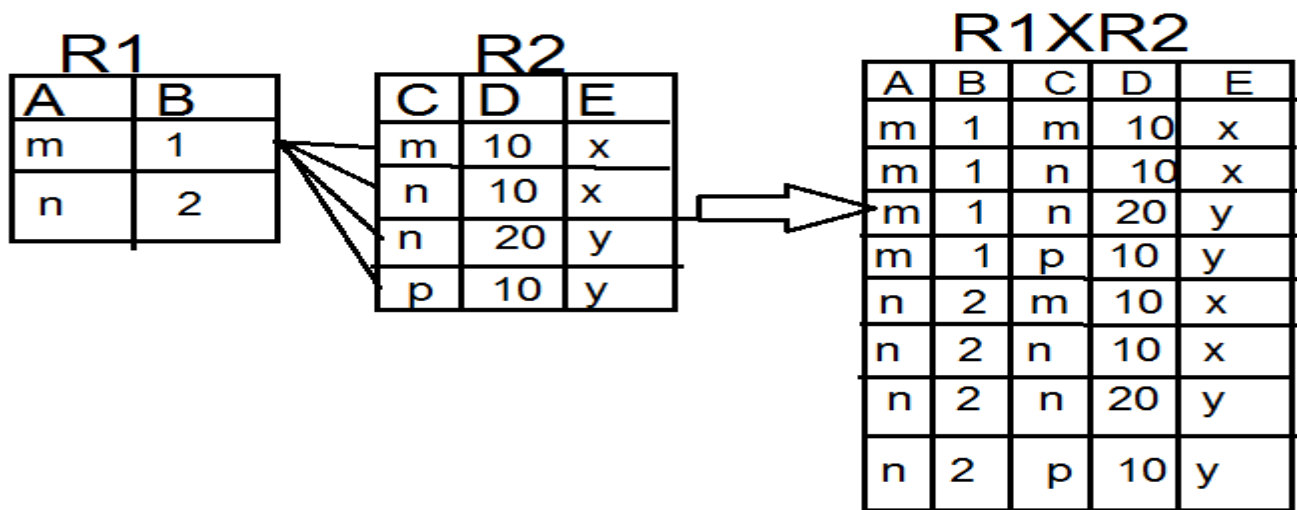 R1
A B
m 1
n 2
R2
C D E
m 10 x
n 10 x
n 20 y
p 10 y
R1XR2
A B C D E
m 1 m 10 x
m 1 n 10 x
m 1 n 20 y
m 1 p 10 y
n 2 m 10 x
n 2 n 10 x
n 2 n 20 y
n 2 p 10 y